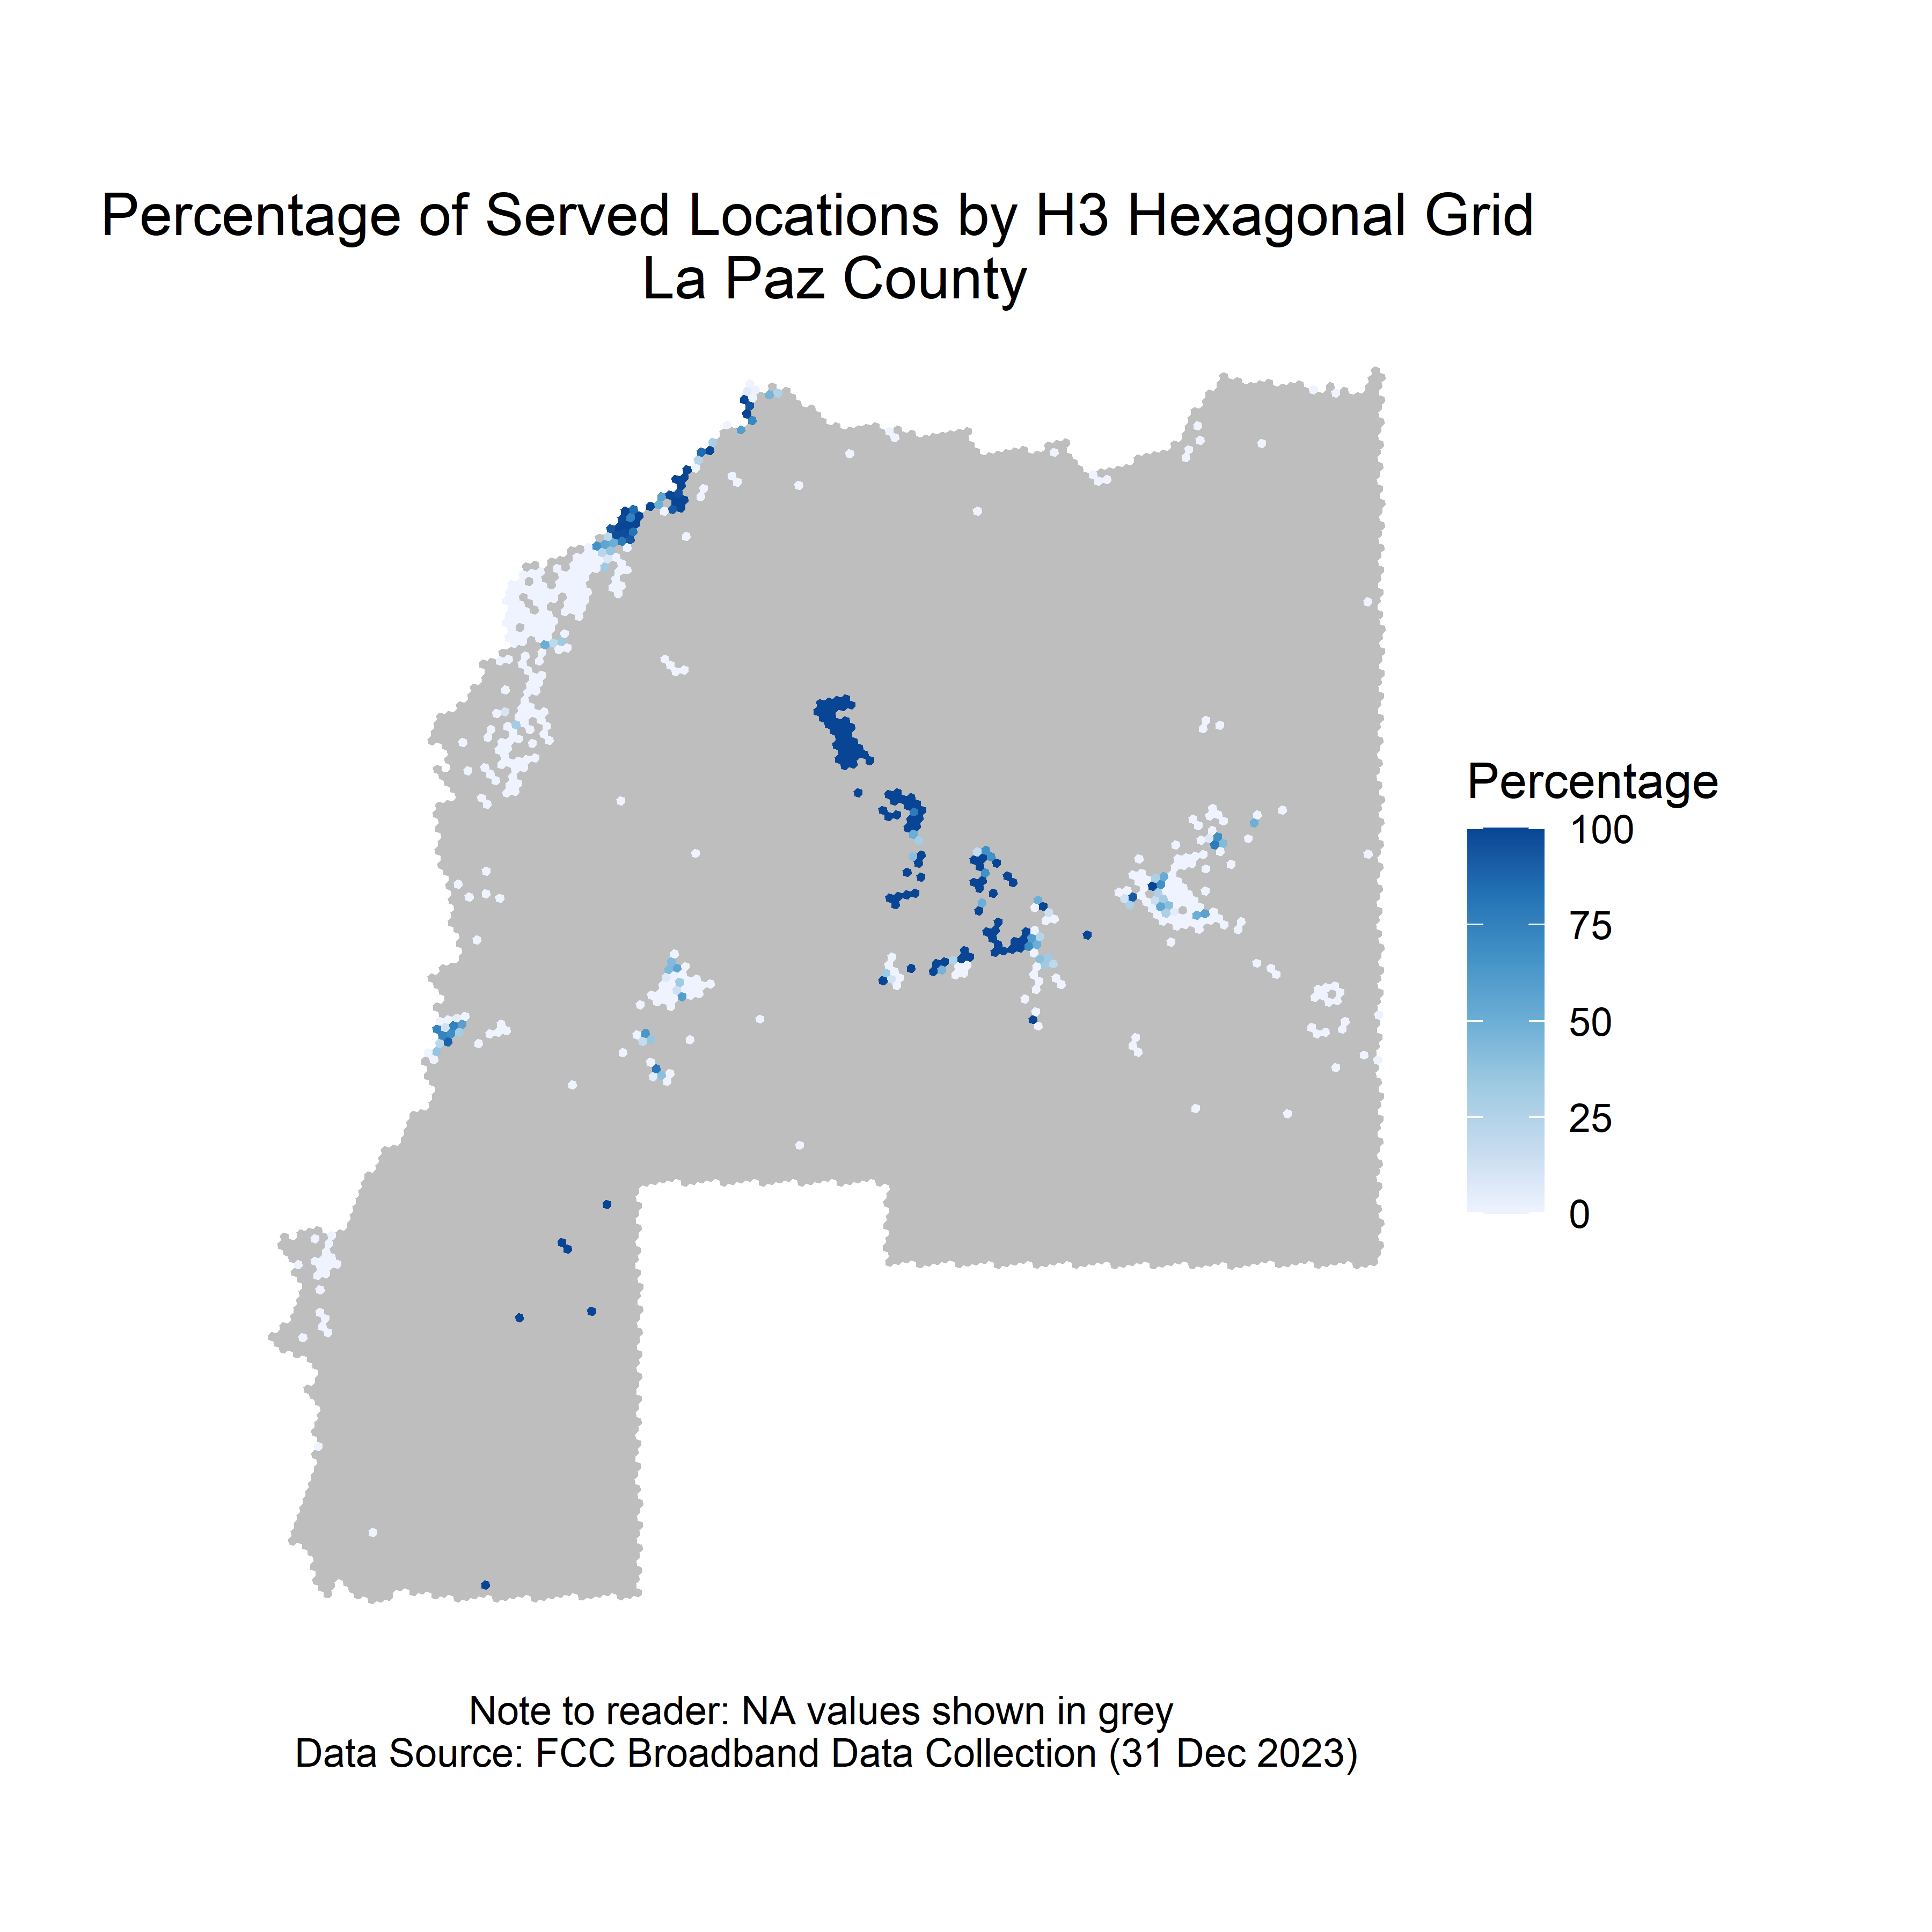 Percentage of Served Locations by H3 Hexagonal Grid
La Paz County
Percentage
100
75
50
25
0
Note to reader: NA values shown in grey
Data Source: FCC Broadband Data Collection (31 Dec 2023)